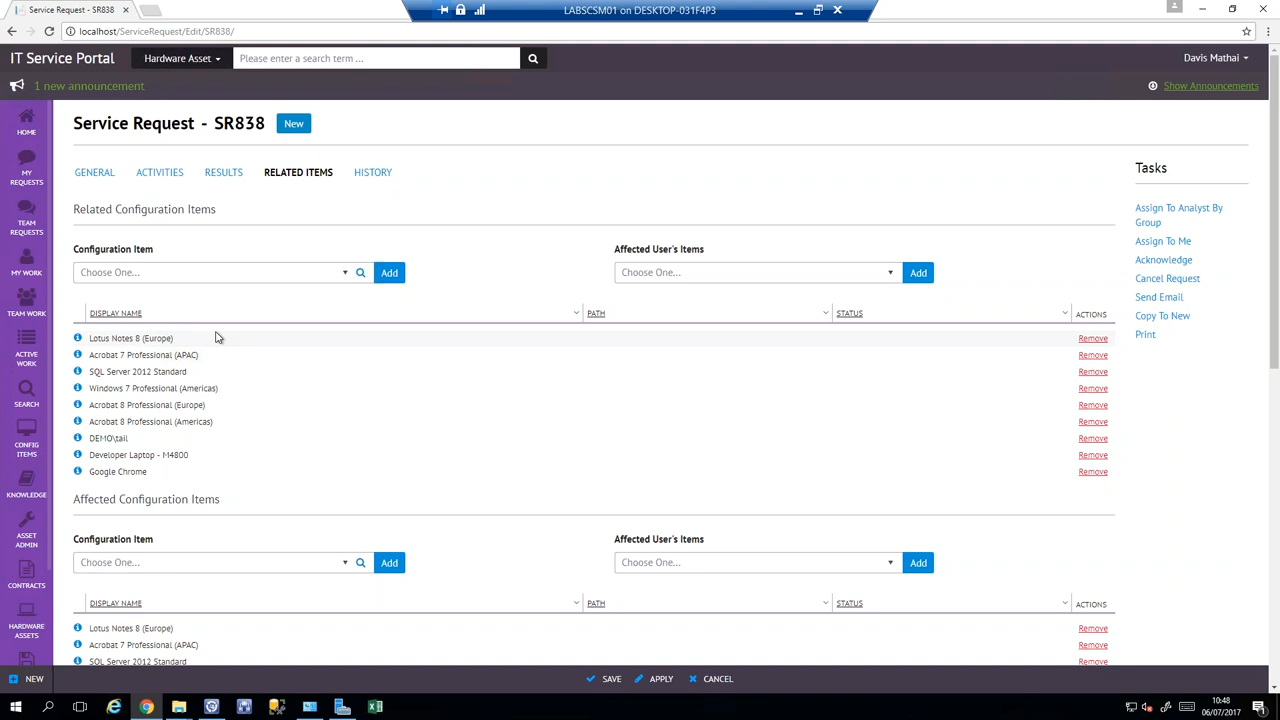 Service Request - SR838
LABSCSM01 on DESKTOP-031F4P3
localhost/ServiceRequest/Edit/SR838/
IT Service Portal
Hardware Asset
Please enter a search term ...
Davis Mathai
1 new announcement
Show Announcements
HOME
MY
REQUESTS
TEAM
REQUESTS
MY WORK
TEAM WORK
ACTIVE
WORK
SEARCH
CONFIG
ITEMS
KNOWLEDGE
ASSET
ADMIN
CONTRACTS
HARDWARE
ASSETS
NEW
Service Request - SR838
New
GENERAL
ACTIVITIES
RESULTS
RELATED ITEMS
HISTORY
Related Configuration Items
Configuration Item
Affected User's Items
Choose One...
Add
Choose One...
Add
DISPLAY NAME
PATH
STATUS
ACTIONS
Lotus Notes 8 (Europe)
Remove
Acrobat 7 Professional (APAC)
Remove
SQL Server 2012 Standard
Remove
Windows 7 Professional (Americas)
Remove
Acrobat 8 Professional (Europe)
Remove
Acrobat 8 Professional (Americas)
Remove
DEMO\tail
Remove
Developer Laptop - M4800
Remove
Google Chrome
Remove
Affected Configuration Items
Configuration Item
Affected User's Items
Choose One...
Add
Choose One...
Add
DISPLAY NAME
PATH
STATUS
ACTIONS
Lotus Notes 8 (Europe)
Remove
Acrobat 7 Professional (APAC)
Remove
SQL Server 2012 Standard
Remove
Tasks
Assign To Analyst By
Group
Assign To Me
Acknowledge
Cancel Request
Send Email
Copy To New
Print
SAVE
APPLY
CANCEL
10:48
06/07/2017